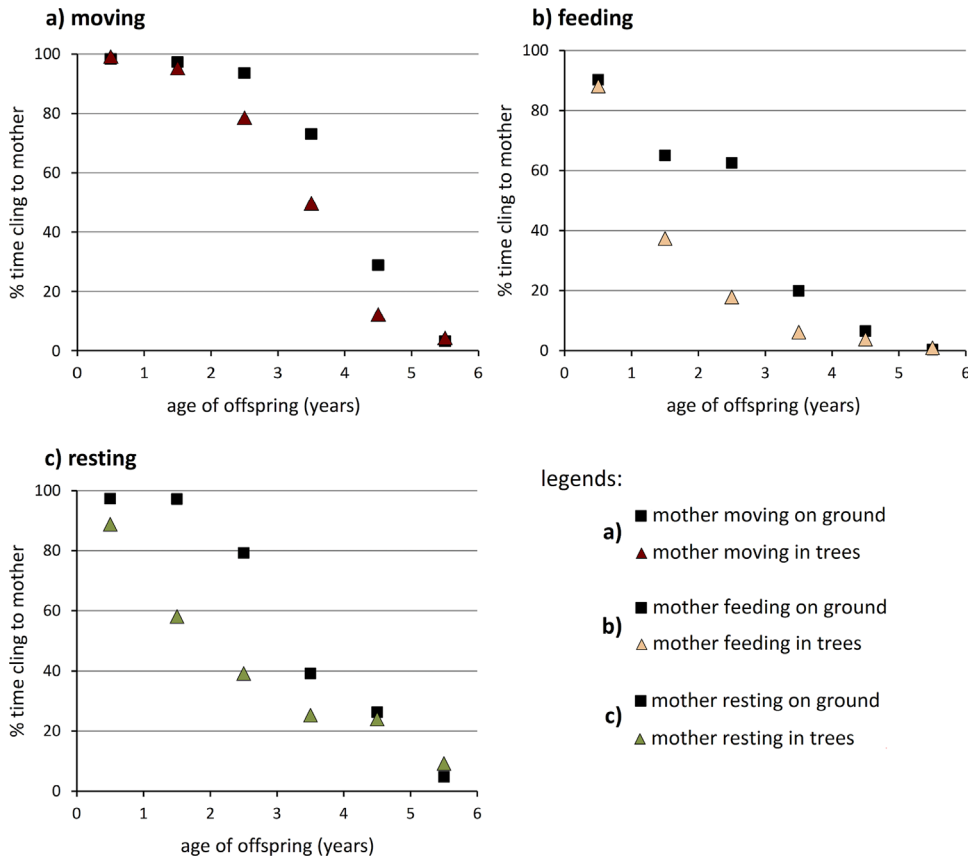 a) moving
100
80
60
40
20
0
% time cling to mother
0 1 2 3 4 5 6
age of offspring (years)
b) feeding
100
80
60
40
20
0
% time cling to mother
0 1 2 3 4 5 6
age of offspring (years)
c) resting
100
80
60
40
20
0
% time cling to mother
0 1 2 3 4 5 6
age of offspring (years)
legends:
a)
mother moving on ground
mother moving in trees
b)
mother feeding on ground
mother feeding in trees
c)
mother resting on ground
mother resting in trees